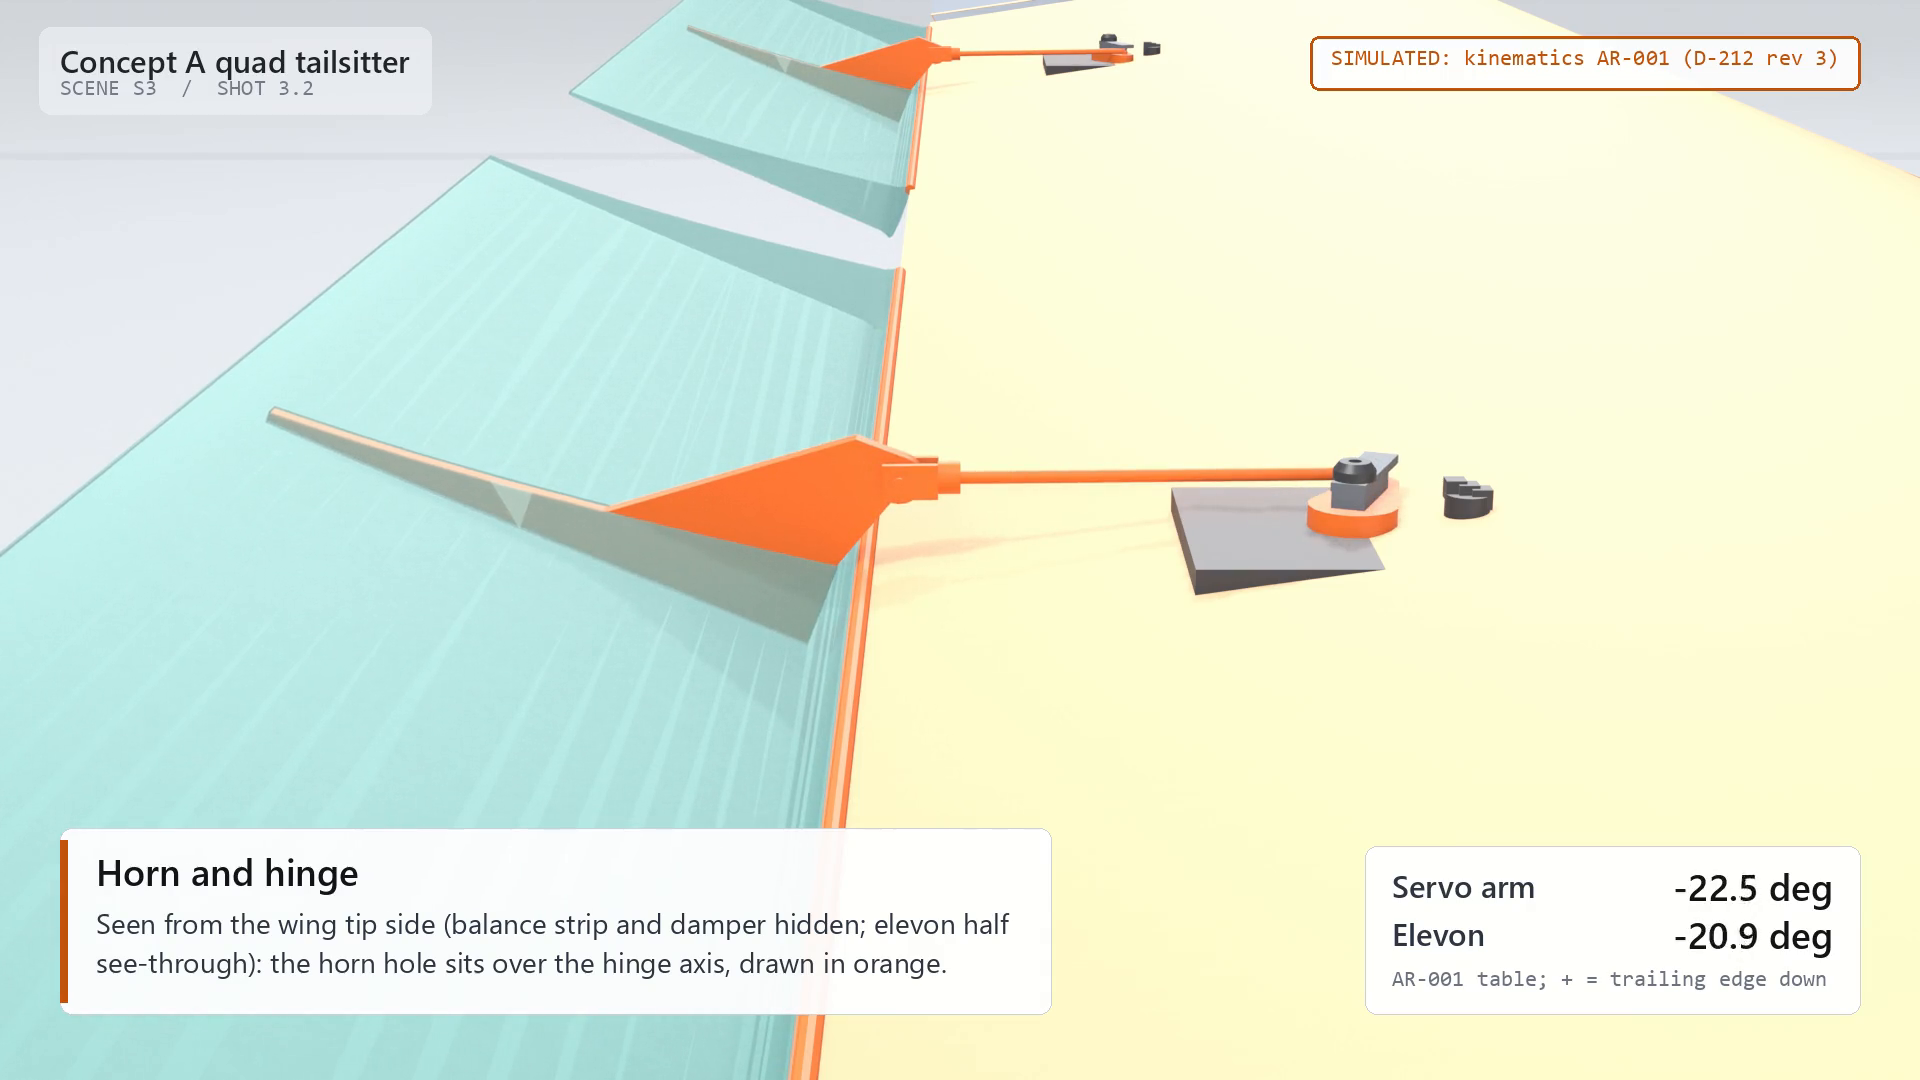 Concept A quad tailsitter
SCENE S3 / SHOT 3.2
SIMULATED: kinematics AR-001 (D-212 rev 3)
Horn and hinge
Seen from the wing tip side (balance strip and damper hidden; elevon half
see-through): the horn hole sits over the hinge axis, drawn in orange.
Servo arm -22.5 deg
Elevon -20.9 deg
AR-001 table; + = trailing edge down